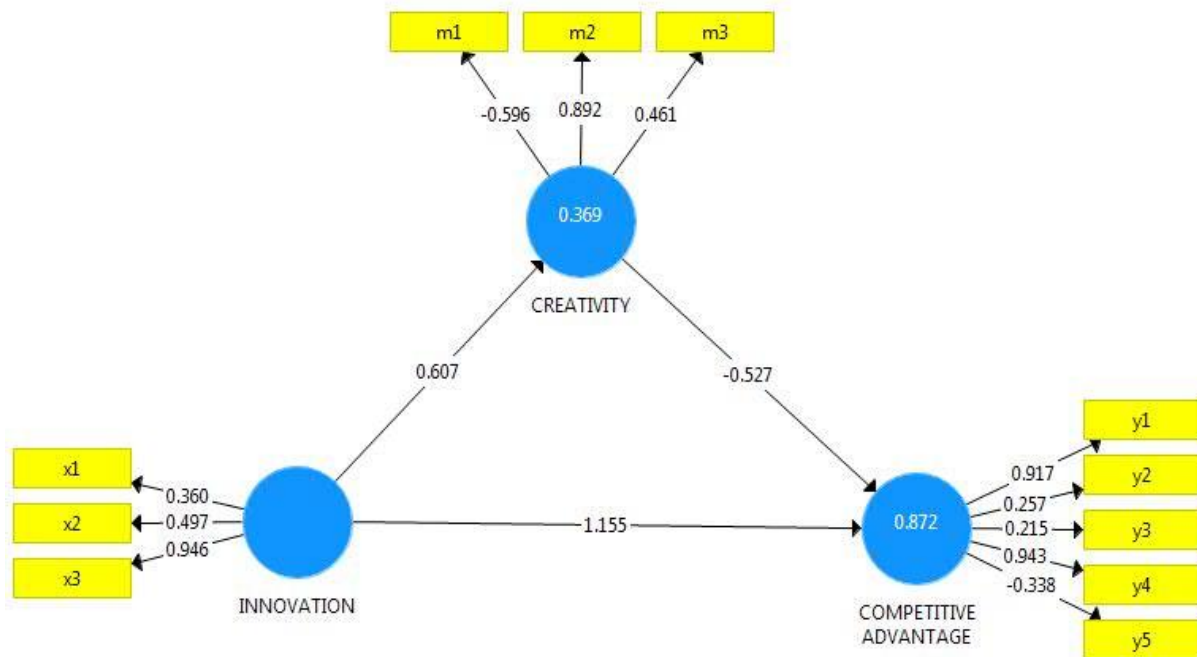 m1 m2 m3
-0.596 0.892 0.461
0.369
CREATIVITY
0.607 -0.527
x1
x2
x3
0.360
0.497
0.946
INNOVATION
1.155
0.872
COMPETITIVE
ADVANTAGE
0.917
0.257
0.215
0.943
-0.338
y1
y2
y3
y4
y5